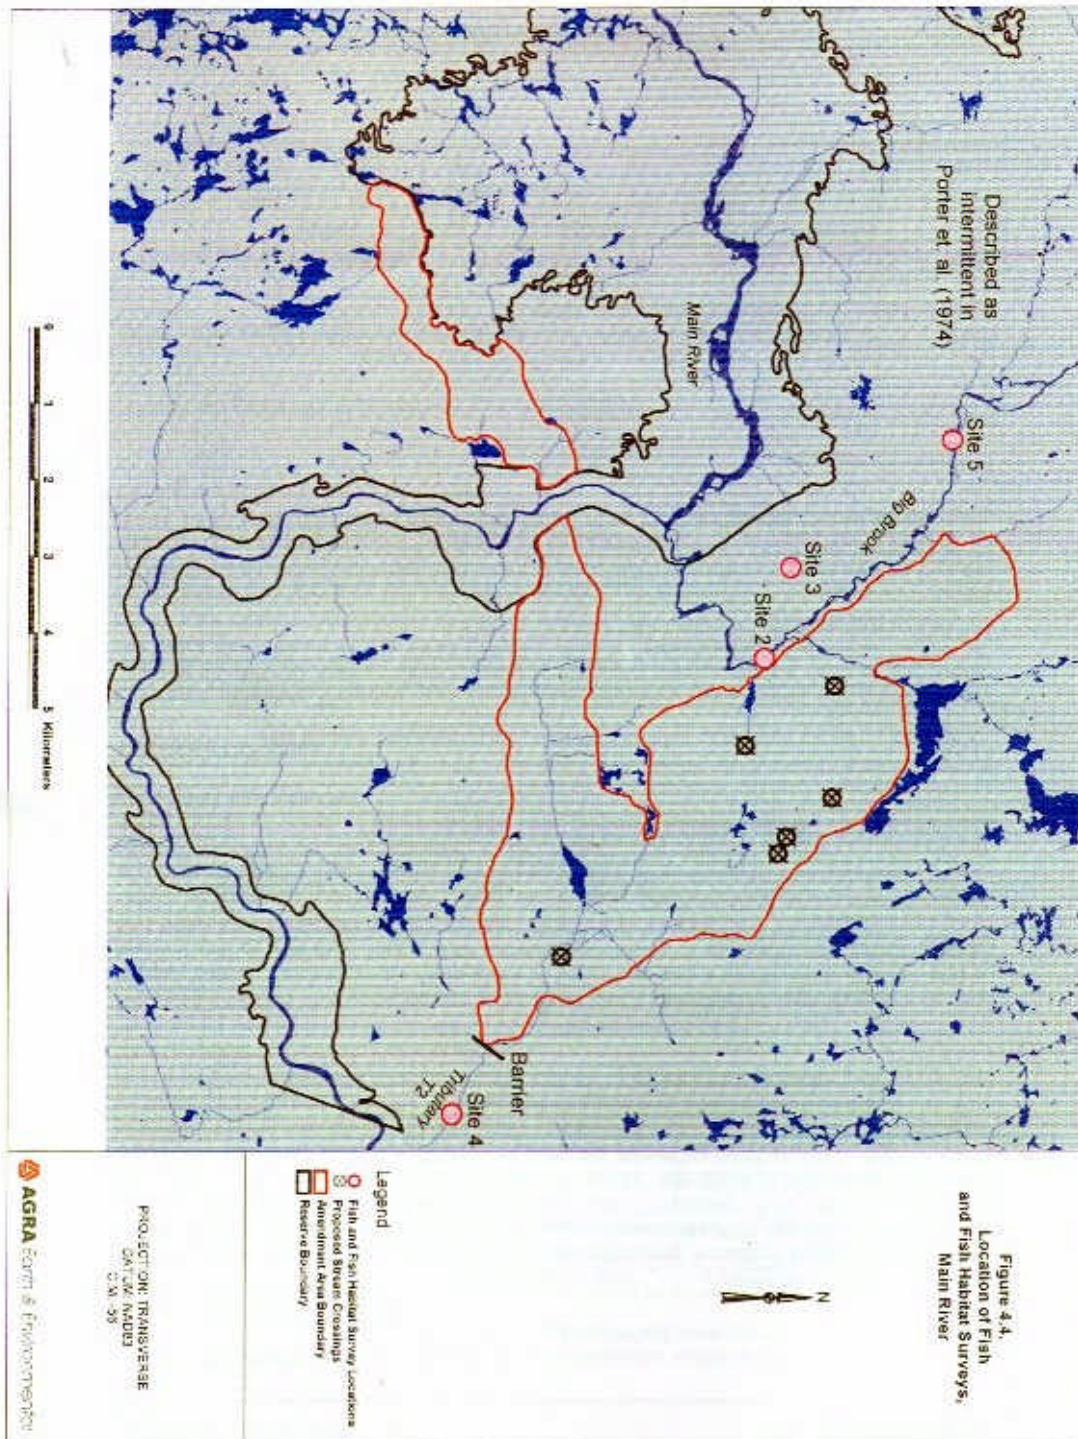 Figure 4.4.
Location of Fish
and Fish Habitat Surveys,
Main River
N
Legend
Fish and Fish Habitat Survey Locations
Proposed Stream Crossings
Amendment Area Boundary
Reserve Boundary
PROJECTION: TRANSVERSE
DATUM: NAD83
C.M. -56
AGRA Earth & Environmental
Described as
intermittent in
Porter et. al. (1974)
Site 5
Big Brook
Site 3
Site 2
Main River
Barrier
Site 4
Tributary
T2
0 1 2 3 4 5 Kilometers